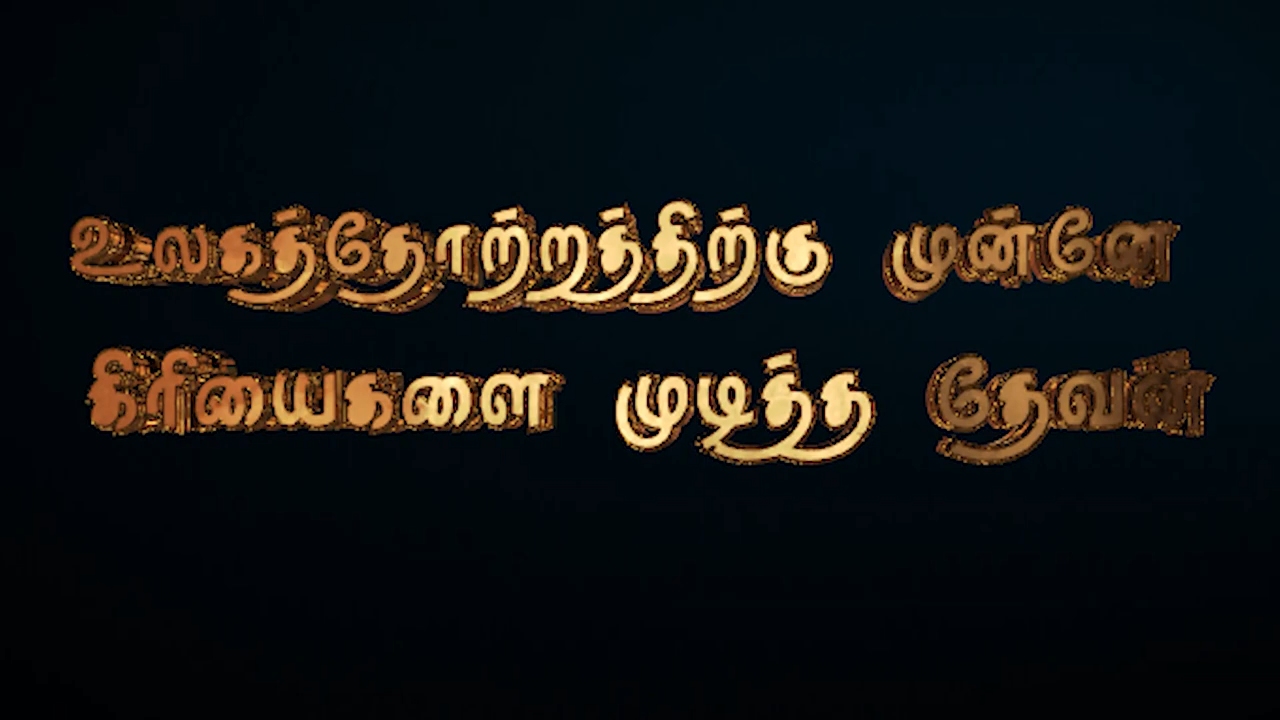 உலகத்தோற்றத்திற்கு முன்னே
கிரியைகளை முடித்த தேவன்